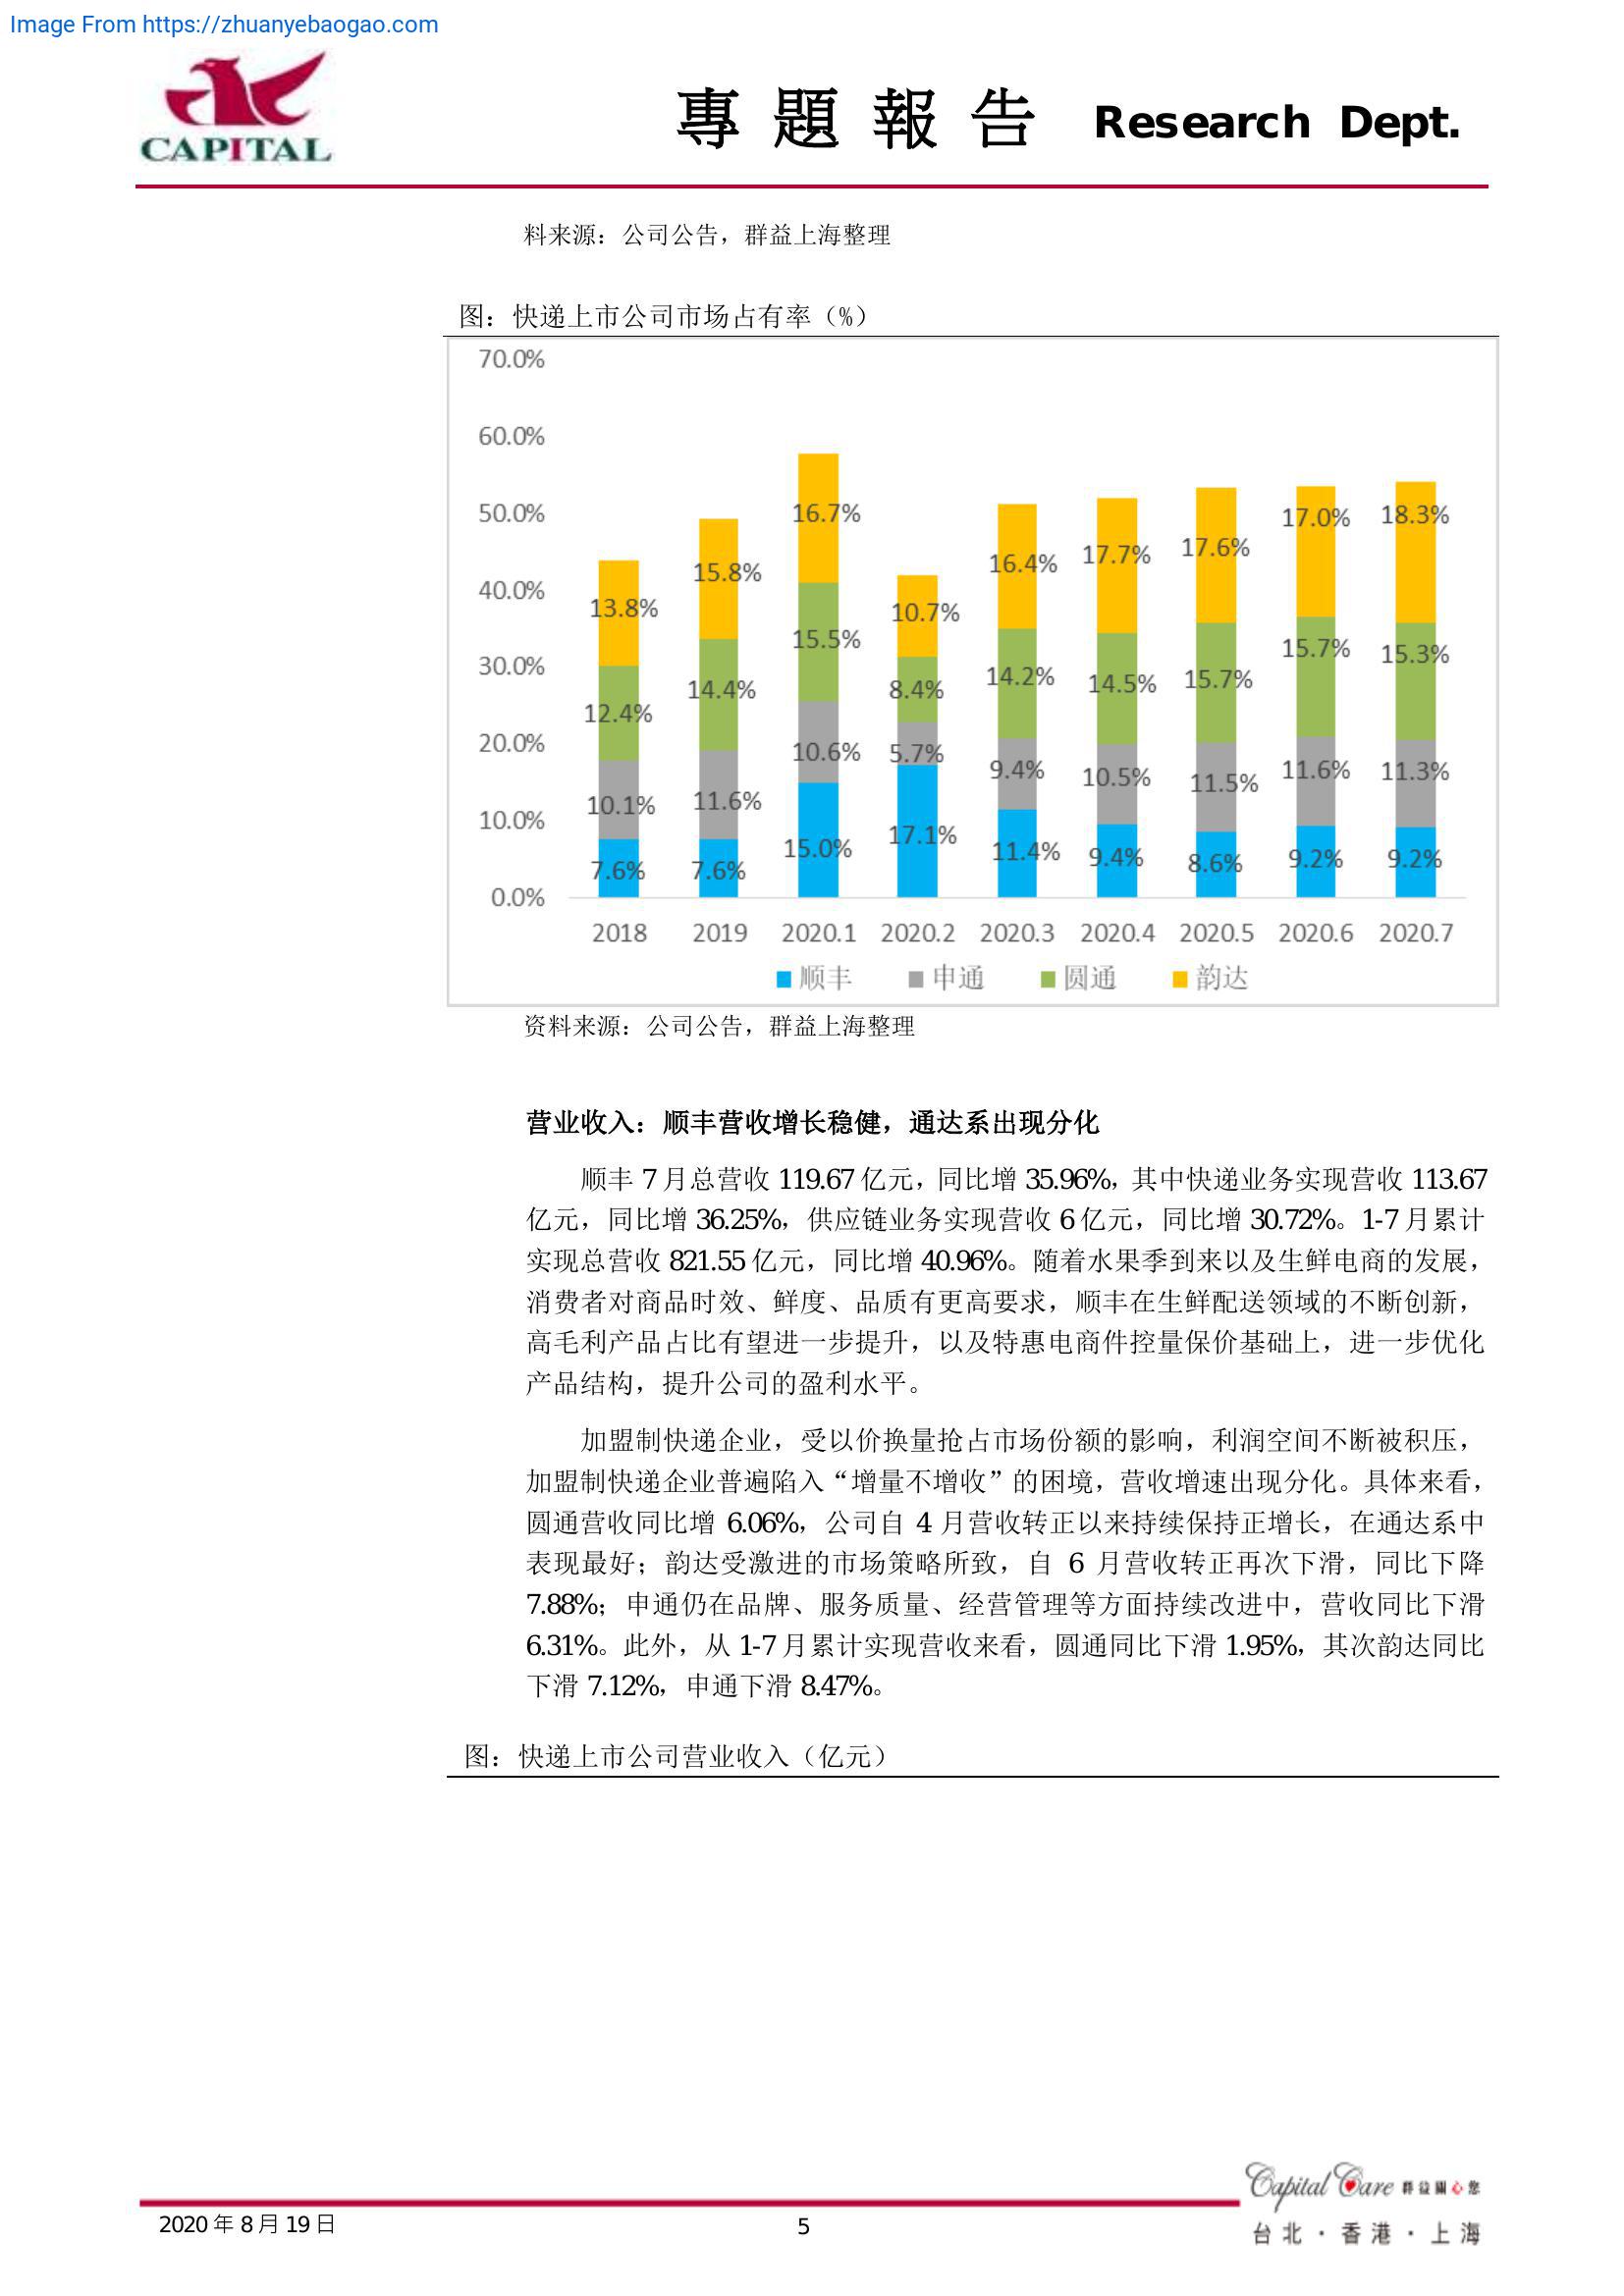 Image From https://zhuanyebaogao.com
CAPITAL
專題報告 Research Dept.
料来源：公司公告，群益上海整理
图：快递上市公司市场占有率（%）
70.0%
60.0%
50.0%
40.0%
30.0%
20.0%
10.0%
0.0%
13.8%
12.4%
10.1%
7.6%
15.8%
14.4%
11.6%
7.6%
16.7%
15.5%
10.6%
15.0%
10.7%
8.4%
5.7%
17.1%
16.4%
14.2%
9.4%
11.4%
17.7%
14.5%
10.5%
9.4%
17.6%
15.7%
11.5%
8.6%
17.0%
15.7%
11.6%
9.2%
18.3%
15.3%
11.3%
9.2%
2018 2019 2020.1 2020.2 2020.3 2020.4 2020.5 2020.6 2020.7
顺丰 申通 圆通 韵达
资料来源：公司公告，群益上海整理
营业收入：顺丰营收增长稳健，通达系出现分化
顺丰 7 月总营收 119.67 亿元，同比增 35.96%，其中快递业务实现营收 113.67
亿元，同比增 36.25%，供应链业务实现营收 6 亿元，同比增 30.72%。1-7 月累计
实现总营收 821.55 亿元，同比增 40.96%。随着水果季到来以及生鲜电商的发展，
消费者对商品时效、鲜度、品质有更高要求，顺丰在生鲜配送领域的不断创新，
高毛利产品占比有望进一步提升，以及特惠电商件控量保价基础上，进一步优化
产品结构，提升公司的盈利水平。
加盟制快递企业，受以价换量抢占市场份额的影响，利润空间不断被积压，
加盟制快递企业普遍陷入“增量不增收”的困境，营收增速出现分化。具体来看，
圆通营收同比增 6.06%，公司自 4 月营收转正以来持续保持正增长，在通达系中
表现最好；韵达受激进的市场策略所致，自 6 月营收转正再次下滑，同比下降
7.88%；申通仍在品牌、服务质量、经营管理等方面持续改进中，营收同比下滑
6.31%。此外，从 1-7 月累计实现营收来看，圆通同比下滑 1.95%，其次韵达同比
下滑 7.12%，申通下滑 8.47%。
图：快递上市公司营业收入（亿元）
Capital Care 群益關心您
2020 年 8 月 19 日
5
台北·香港·上海